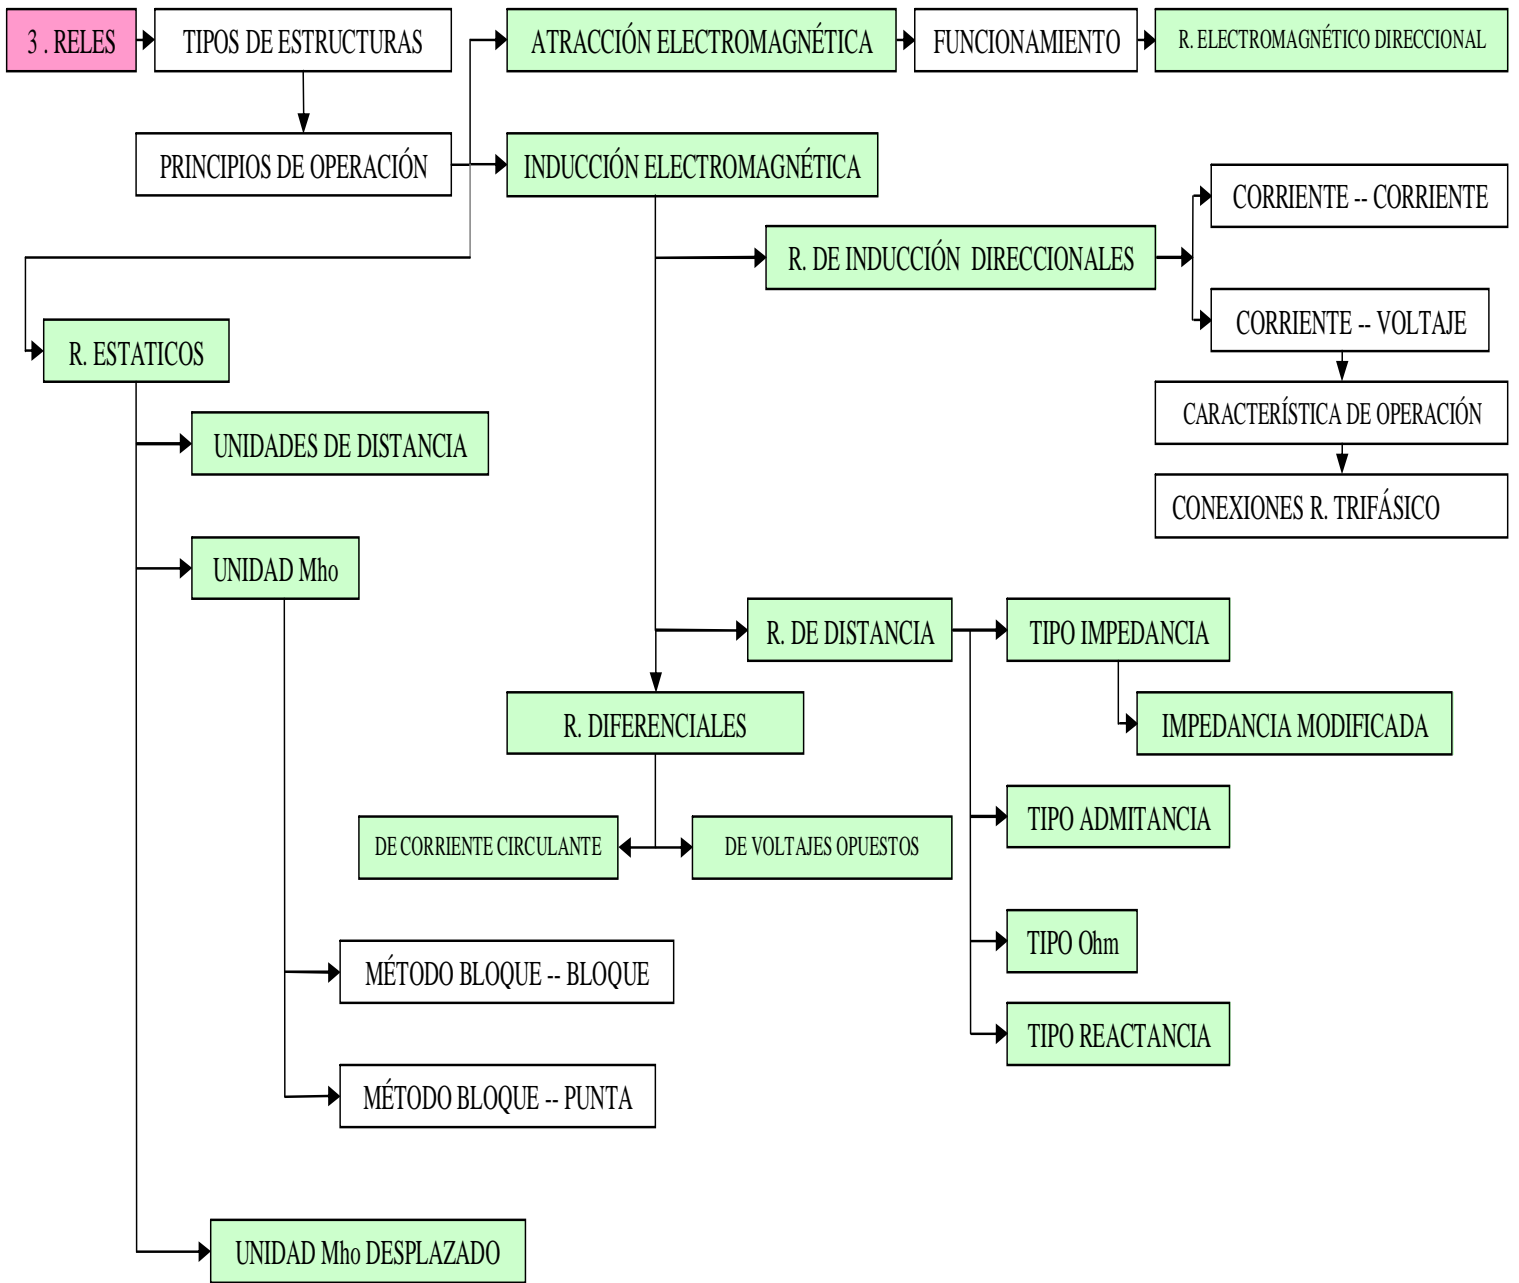 3 . RELES
TIPOS DE ESTRUCTURAS
ATRACCIÓN ELECTROMAGNÉTICA
FUNCIONAMIENTO
R. ELECTROMAGNÉTICO DIRECCIONAL
PRINCIPIOS DE OPERACIÓN
INDUCCIÓN ELECTROMAGNÉTICA
CORRIENTE -- CORRIENTE
R. DE INDUCCIÓN DIRECCIONALES
CORRIENTE -- VOLTAJE
R. ESTATICOS
CARACTERÍSTICA DE OPERACIÓN
UNIDADES DE DISTANCIA
CONEXIONES R. TRIFÁSICO
UNIDAD Mho
R. DE DISTANCIA
TIPO IMPEDANCIA
R. DIFERENCIALES
IMPEDANCIA MODIFICADA
TIPO ADMITANCIA
DE CORRIENTE CIRCULANTE
DE VOLTAJES OPUESTOS
TIPO Ohm
MÉTODO BLOQUE -- BLOQUE
TIPO REACTANCIA
MÉTODO BLOQUE -- PUNTA
UNIDAD Mho DESPLAZADO